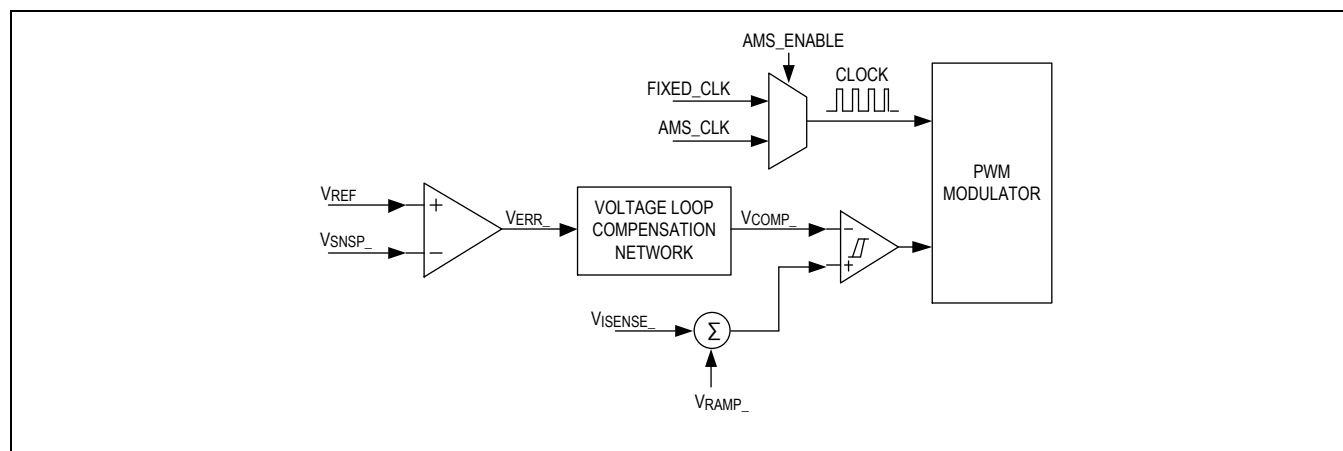 AMS_ENABLE
FIXED_CLK
CLOCK
AMS_CLK
PWM
MODULATOR
VREF
+
VSNSP_
−
VERR_
VOLTAGE LOOP
COMPENSATION
NETWORK
VCOMP_
−
+
VISENSE_
Σ
VRAMP_